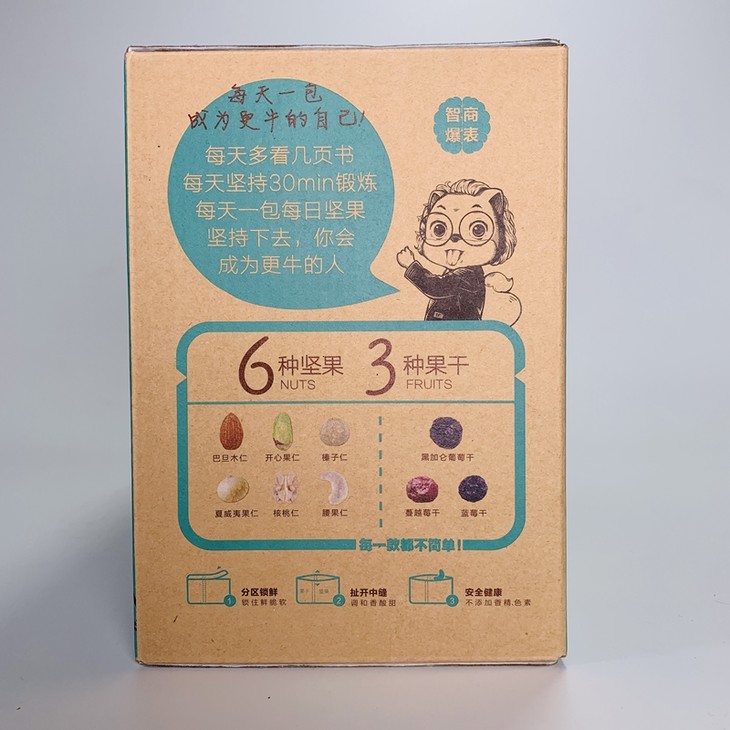 每天一包
成为更牛的自己!
智商
爆表
每天多看几页书
每天坚持30min锻炼
每天一包每日坚果
坚持下去，你会
成为更牛的人
6种坚果
NUTS
3种果干
FRUITS
巴旦木仁
开心果仁
榛子仁
夏威夷果仁
核桃仁
腰果仁
黑加仑葡萄干
蔓越莓干
蓝莓干
每一款都不简单!
1
分区锁鲜
锁住鲜脆软
2
扯开中缝
调和香酸甜
3
安全健康
不添加香精,色素